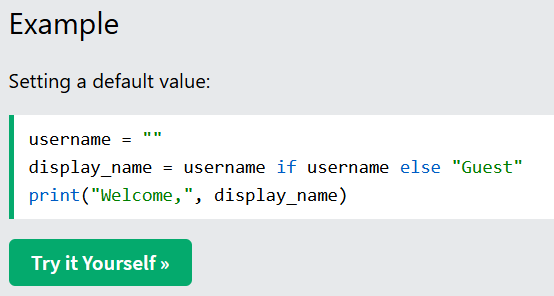 Example
Setting a default value:
username = ""
display_name = username if username else "Guest"
print("Welcome,", display_name)
Try it Yourself »